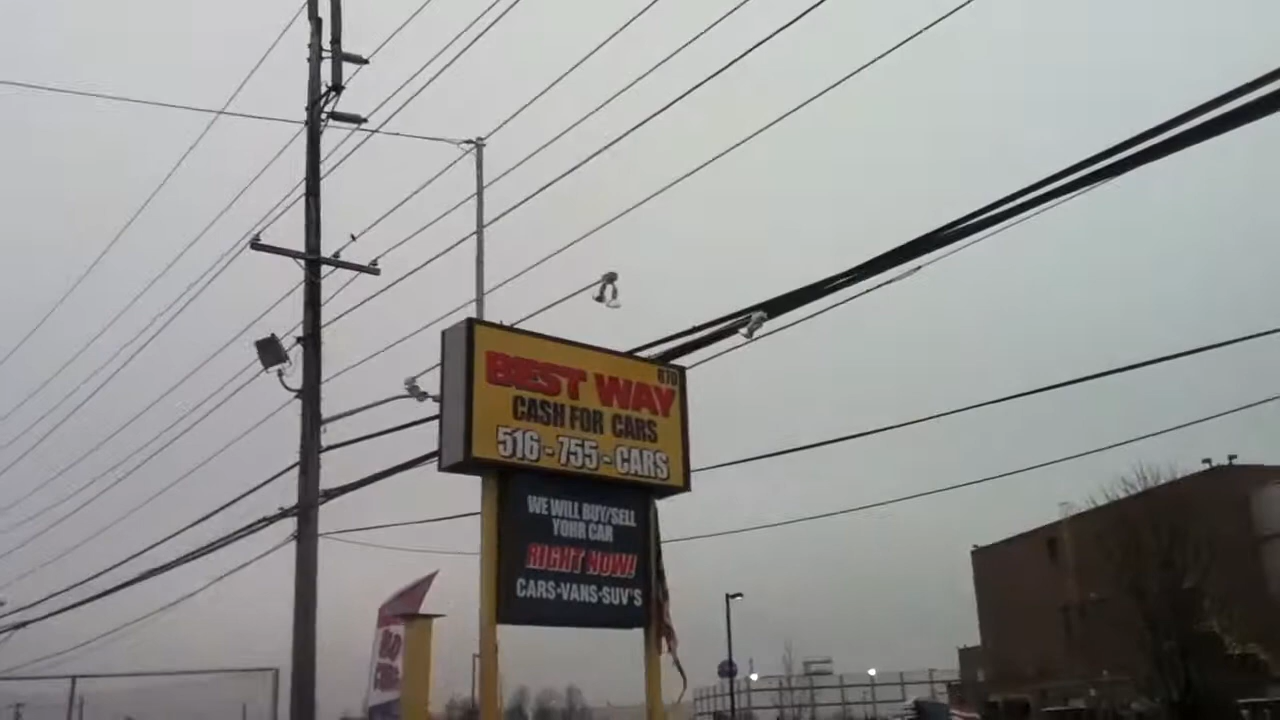 870
BEST WAY
CASH FOR CARS
516-755-CARS
WE WILL BUY/SELL
YOUR CAR
RIGHT NOW!
CARS-VANS-SUV'S